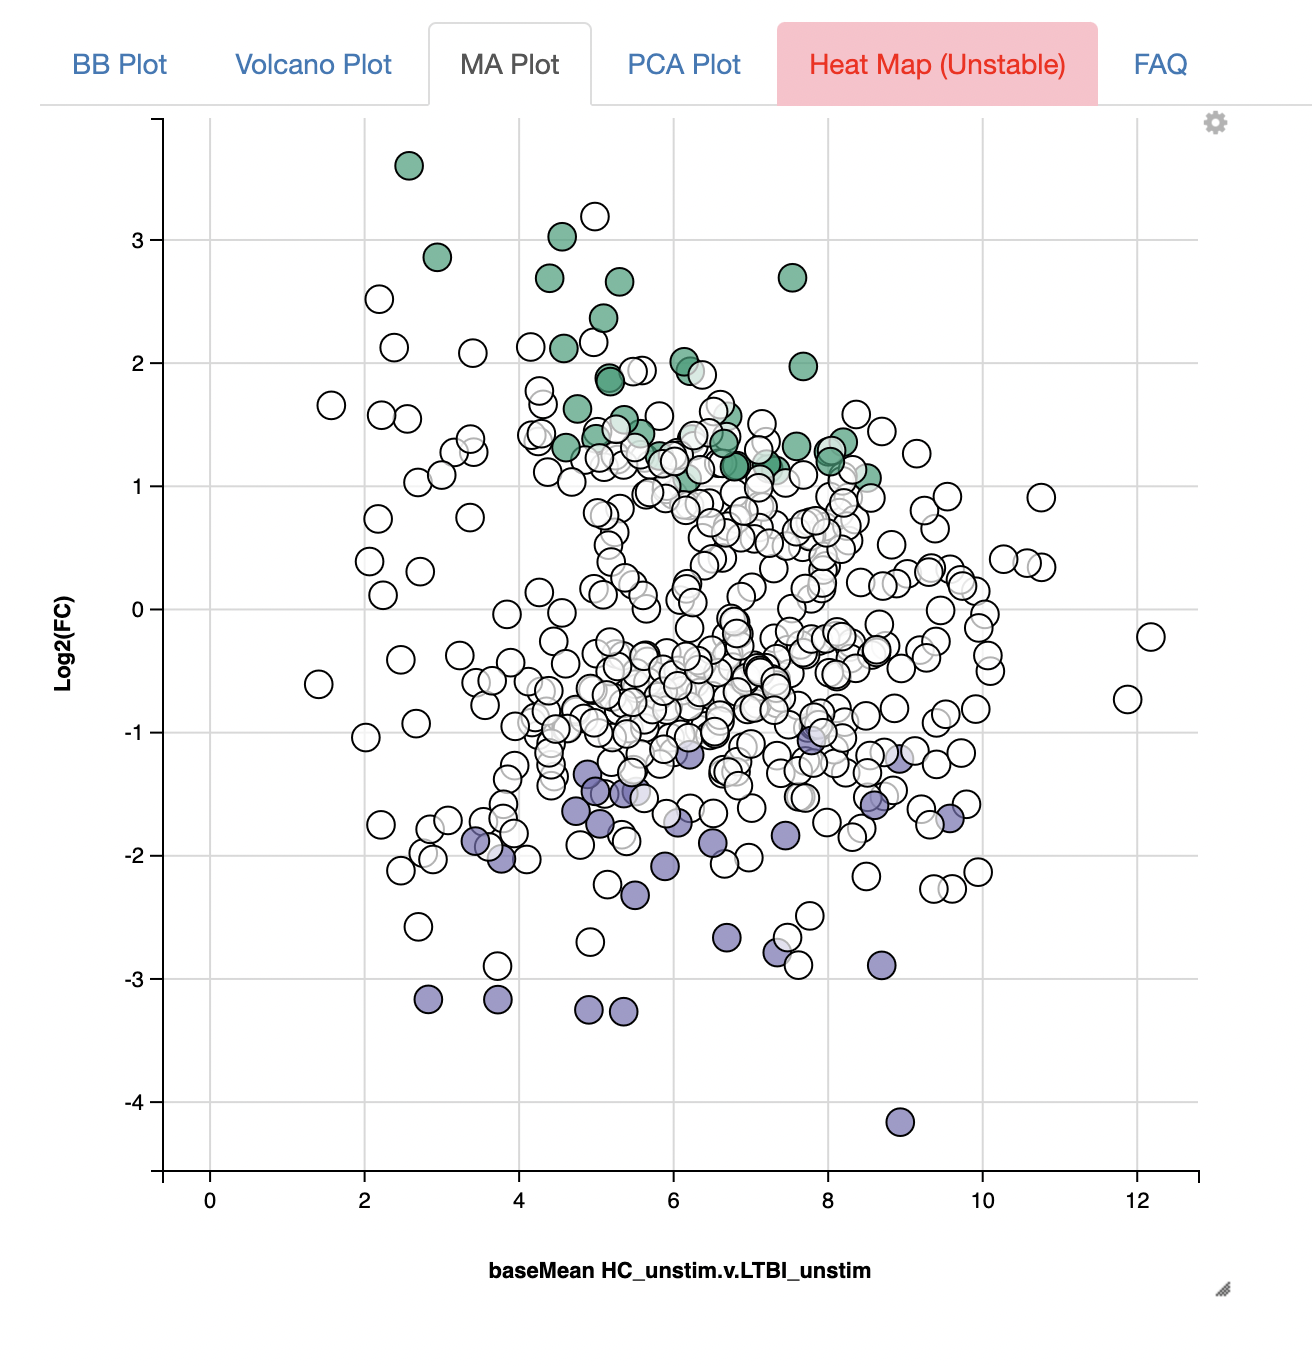 BB Plot Volcano Plot MA Plot PCA Plot Heat Map (Unstable) FAQ
3
2
1
0
-1
-2
-3
-4
Log2(FC)
0 2 4 6 8 10 12
baseMean HC_unstim.v.LTBI_unstim